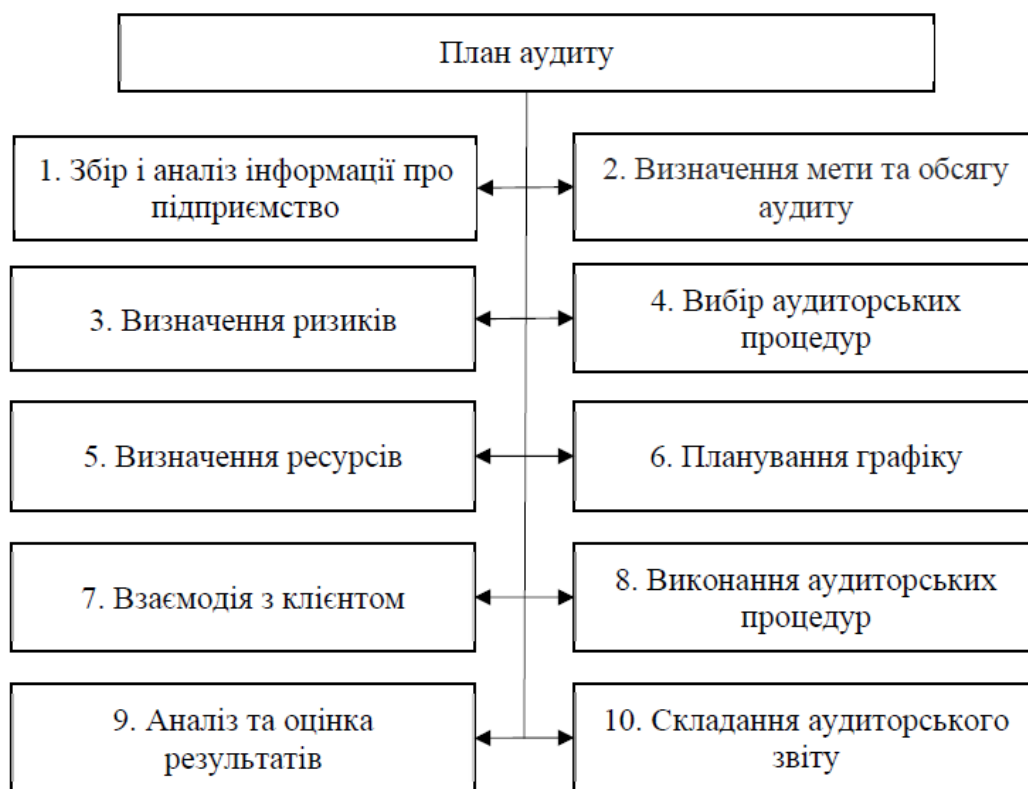 План аудиту
1. Збір і аналіз інформації про
підприємство
2. Визначення мети та обсягу
аудиту
3. Визначення ризиків
4. Вибір аудиторських
процедур
5. Визначення ресурсів
6. Планування графіку
7. Взаємодія з клієнтом
8. Виконання аудиторських
процедур
9. Аналіз та оцінка
результатів
10. Складання аудиторського
звіту